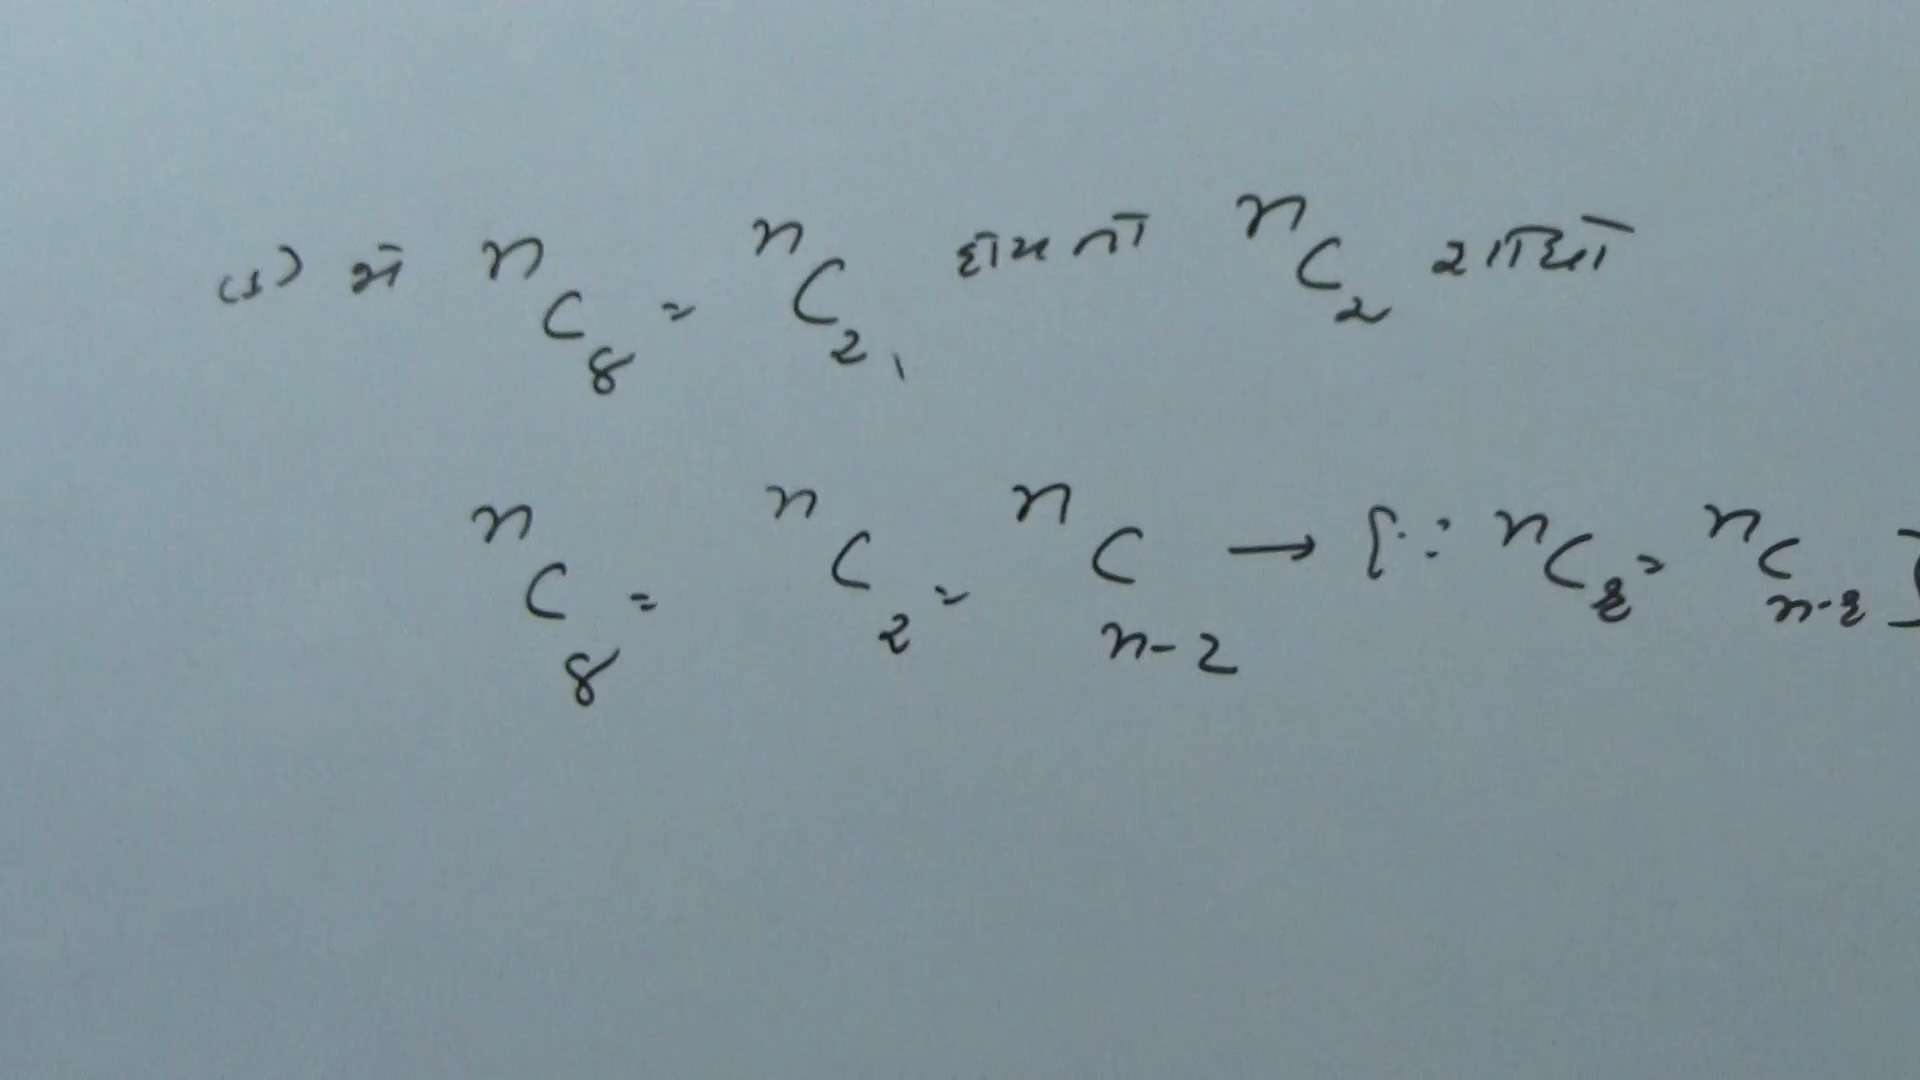 (1) જો ⁿC₈ = ⁿC₂, હોય તો ⁿC₂ શોધો
ⁿC₈ = ⁿC₂ = ⁿCₙ₋₂ → [∵ ⁿCᵣ = ⁿCₙ₋ᵣ]